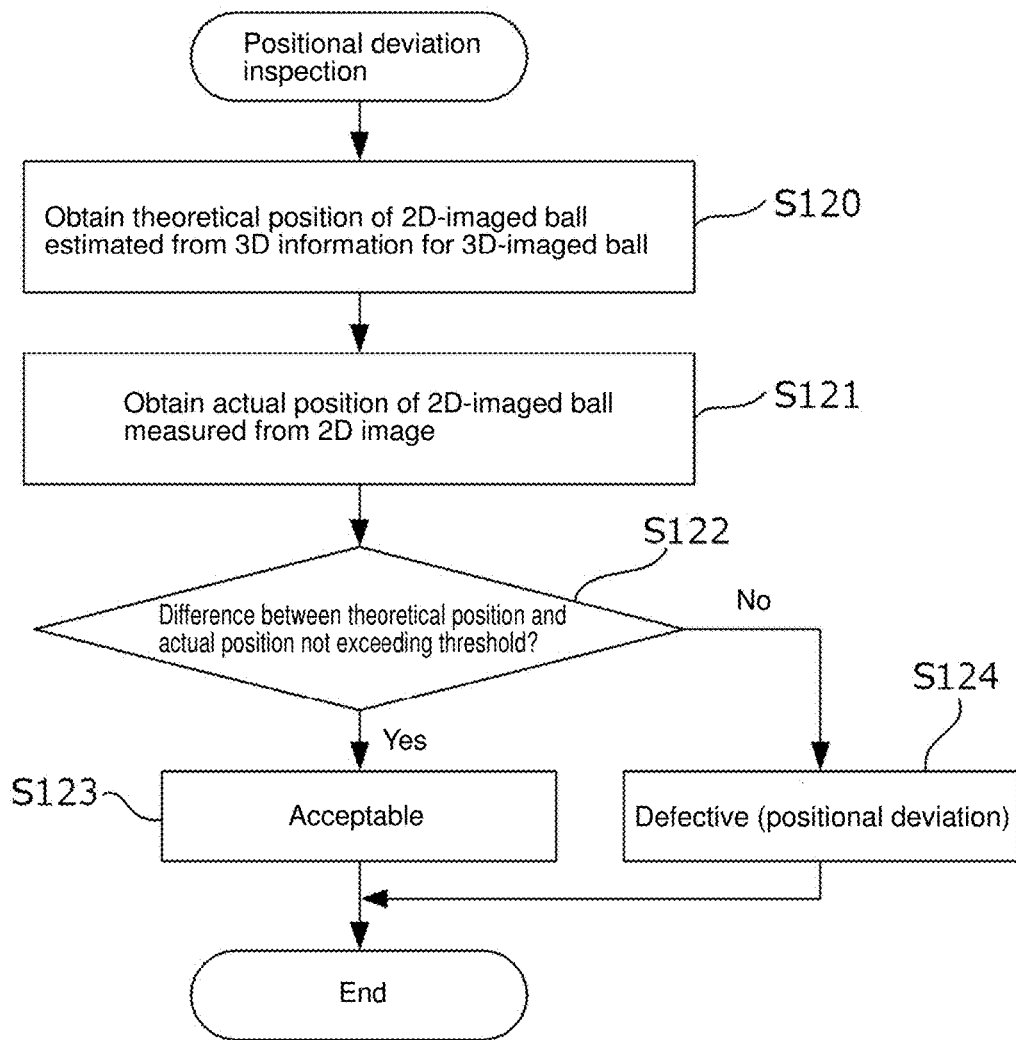 Positional deviation
inspection
Obtain theoretical position of 2D-imaged ball
estimated from 3D information for 3D-imaged ball
S120
Obtain actual position of 2D-imaged ball
measured from 2D image
S121
S122
Difference between theoretical position and
actual position not exceeding threshold?
No
Yes
S124
S123
Acceptable
Defective (positional deviation)
End